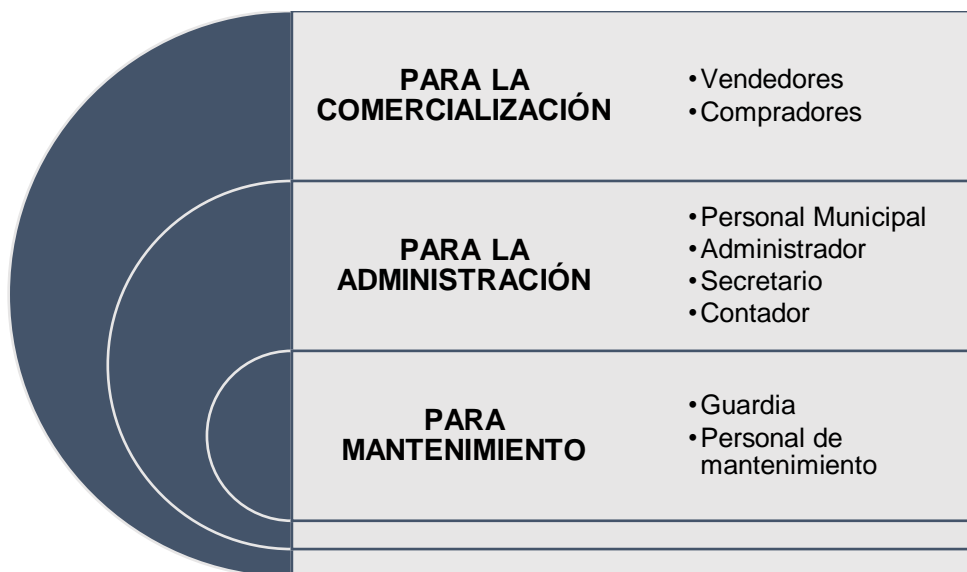 PARA LA
COMERCIALIZACIÓN
•Vendedores
•Compradores
PARA LA
ADMINISTRACIÓN
•Personal Municipal
•Administrador
•Secretario
•Contador
PARA
MANTENIMIENTO
•Guardia
•Personal de
mantenimiento